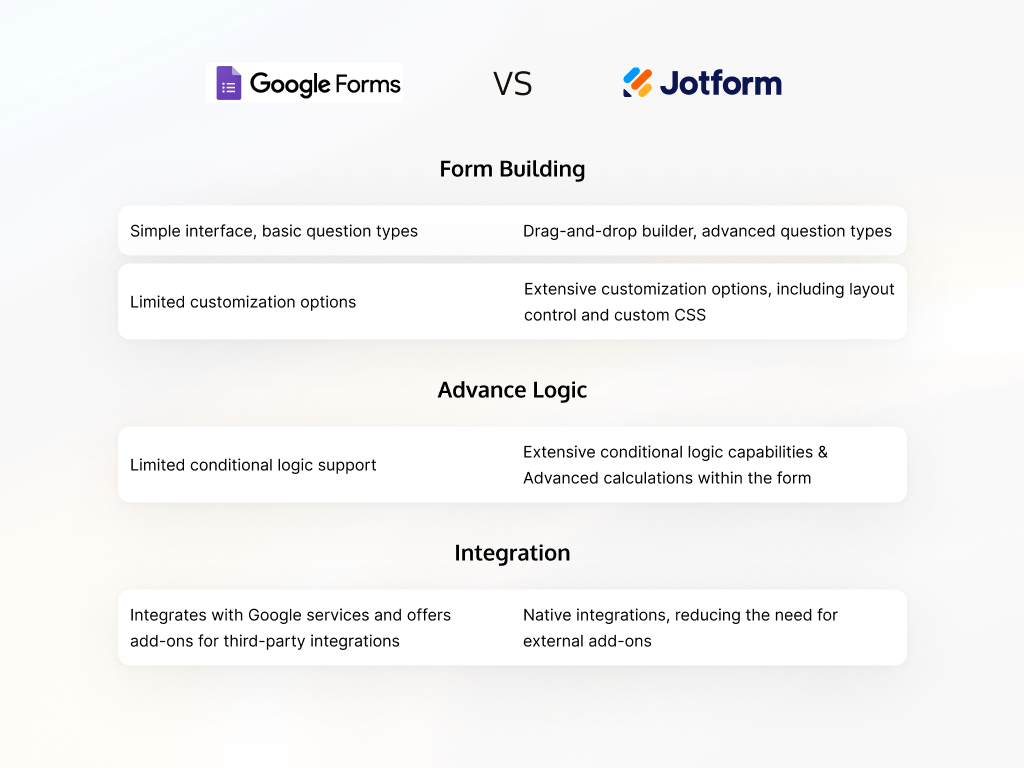 Google Forms VS Jotform
Form Building
Simple interface, basic question types
Drag-and-drop builder, advanced question types
Limited customization options
Extensive customization options, including layout
control and custom CSS
Advance Logic
Limited conditional logic support
Extensive conditional logic capabilities &
Advanced calculations within the form
Integration
Integrates with Google services and offers
add-ons for third-party integrations
Native integrations, reducing the need for
external add-ons